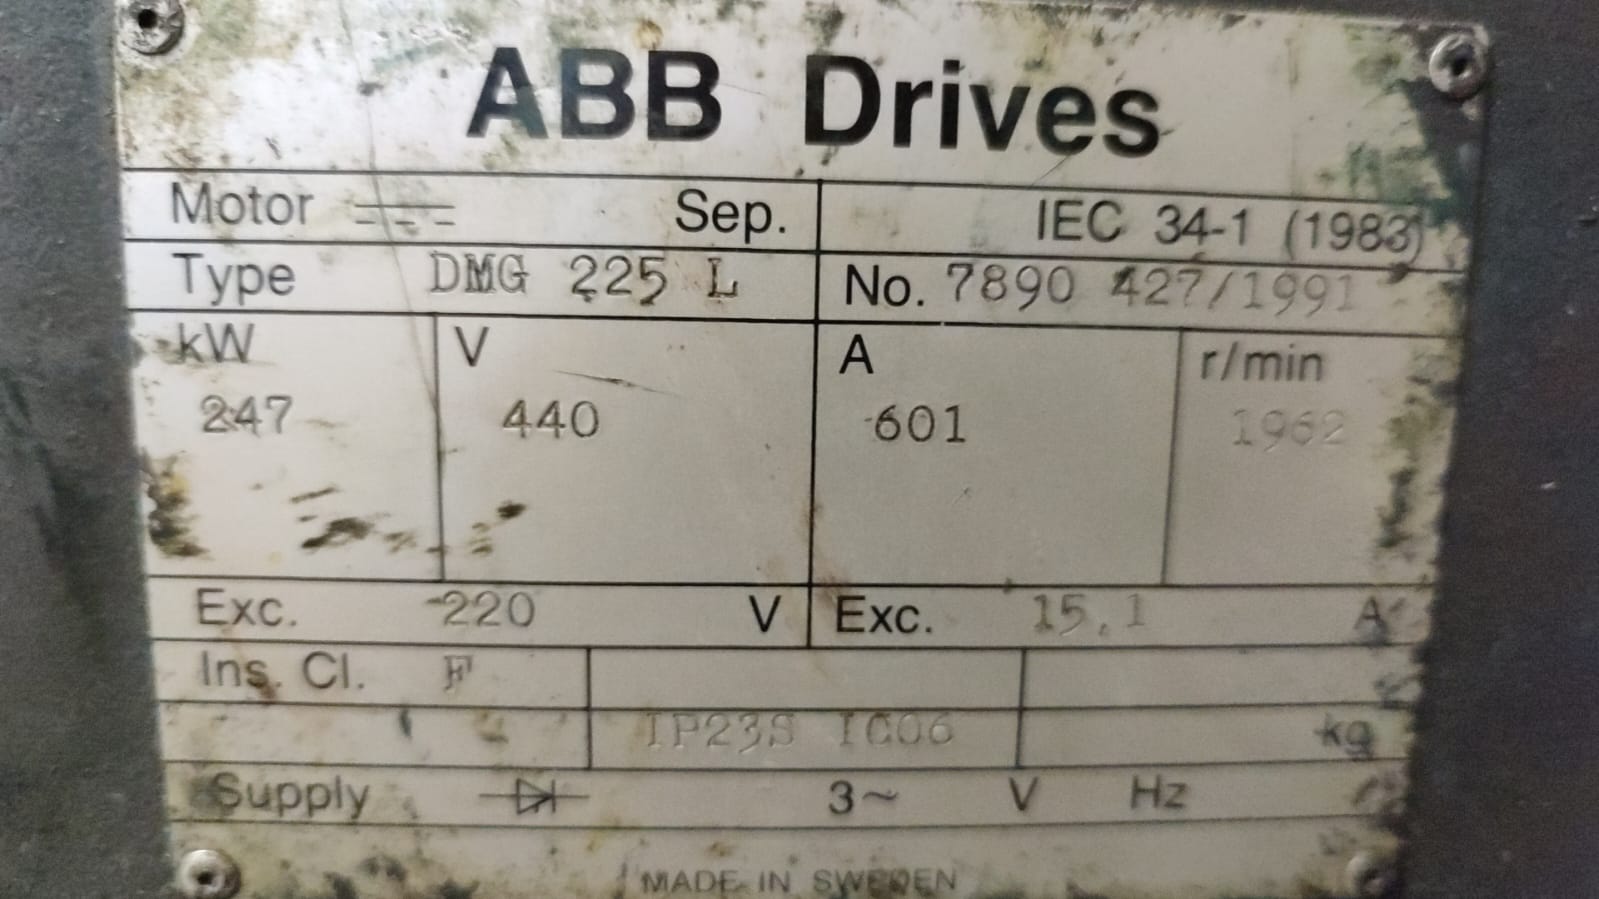 ABB Drives
Motor Sep. IEC 34-1 (1983)
Type DMG 225 L No. 7890 427/1991
kW V A r/min
247 440 601 1962
Exc. 220 V Exc. 15,1 A
Ins. Cl. F
IP23S IC06 kg
Supply 3~ V Hz
MADE IN SWEDEN